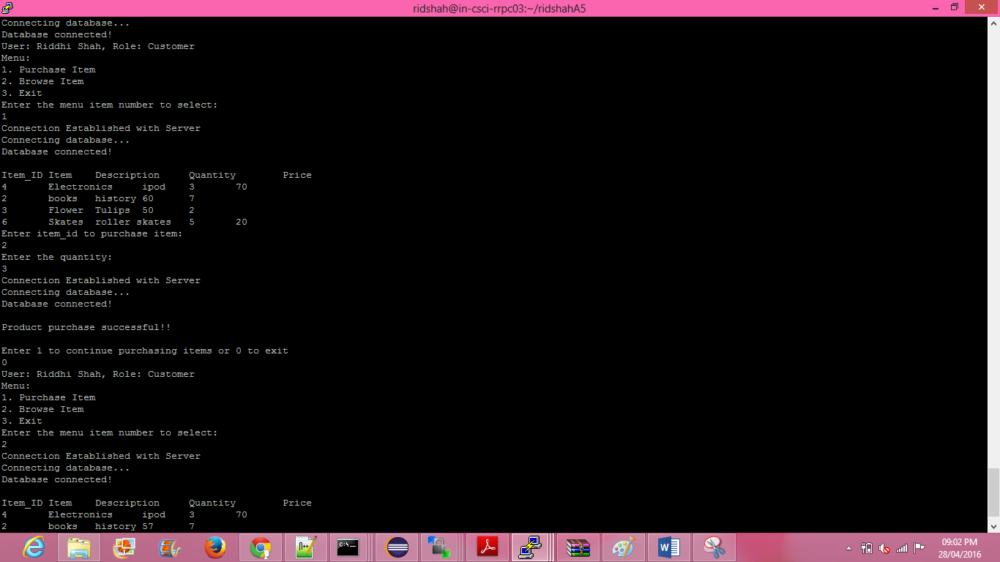 ridshah@in-csci-rrpc03:~/ridshahA5
Connecting database...
Database connected!
User: Riddhi Shah, Role: Customer
Menu:
1. Purchase Item
2. Browse Item
3. Exit
Enter the menu item number to select:
1
Connection Established with Server
Connecting database...
Database connected!
Item_ID Item    Description     Quantity        Price
4       Electronics     ipod    3       70
2       books   history 60      7
3       Flower  Tulips  50      2
6       Skates  roller skates   5       20
Enter item_id to purchase item:
2
Enter the quantity:
3
Connection Established with Server
Connecting database...
Database connected!
Product purchase successful!!
Enter 1 to continue purchasing items or 0 to exit
0
User: Riddhi Shah, Role: Customer
Menu:
1. Purchase Item
2. Browse Item
3. Exit
Enter the menu item number to select:
2
Connection Established with Server
Connecting database...
Database connected!
Item_ID Item    Description     Quantity        Price
4       Electronics     ipod    3       70
2       books   history 57      7
09:02 PM
28/04/2016